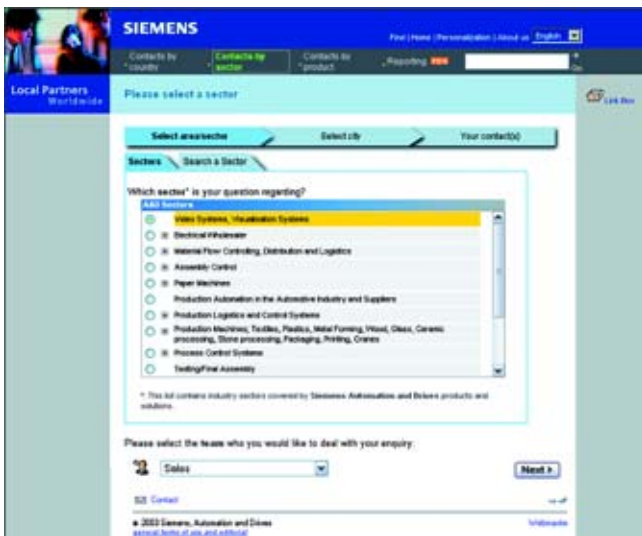 SIEMENS
Find | Home | Personalization | About us English
Contacts by country
Contacts by sector
Contacts by product
Reporting
Go
Local Partners
Worldwide
Please select a sector
Link Box
Select area/sector
Select city
Your contact(s)
Sectors
Search a Sector
Which sector* is your question regarding?
A&D Sectors
Video Systems, Visualization Systems
Electrical Wholesaler
Material Flow Controlling, Distribution and Logistics
Assembly Control
Paper Machines
Production Automation in the Automotive Industry and Suppliers
Production Logistics and Control Systems
Production Machines; Textiles, Plastics, Metal Forming, Wood, Glass, Ceramic
processing, Stone processing, Packaging, Printing, Cranes
Process Control Systems
Testing/Final Assembly
* This list contains industry sectors covered by Siemens Automation and Drives products and
solutions.
Please select the team who you would like to deal with your enquiry:
Sales
Next >
Contact
© 2003 Siemens, Automation and Drives
Webmaster
general terms of use and editorial